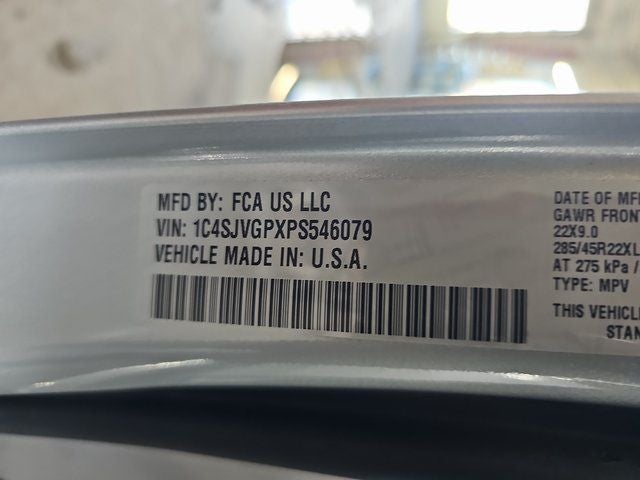 MFD BY: FCA US LLC
VIN: 1C4SJVGPXPS546079
VEHICLE MADE IN: U.S.A.
DATE OF MF
GAWR FRONT
22X9.0
285/45R22XL
AT 275 kPa /
TYPE: MPV
THIS VEHICLE
STAN